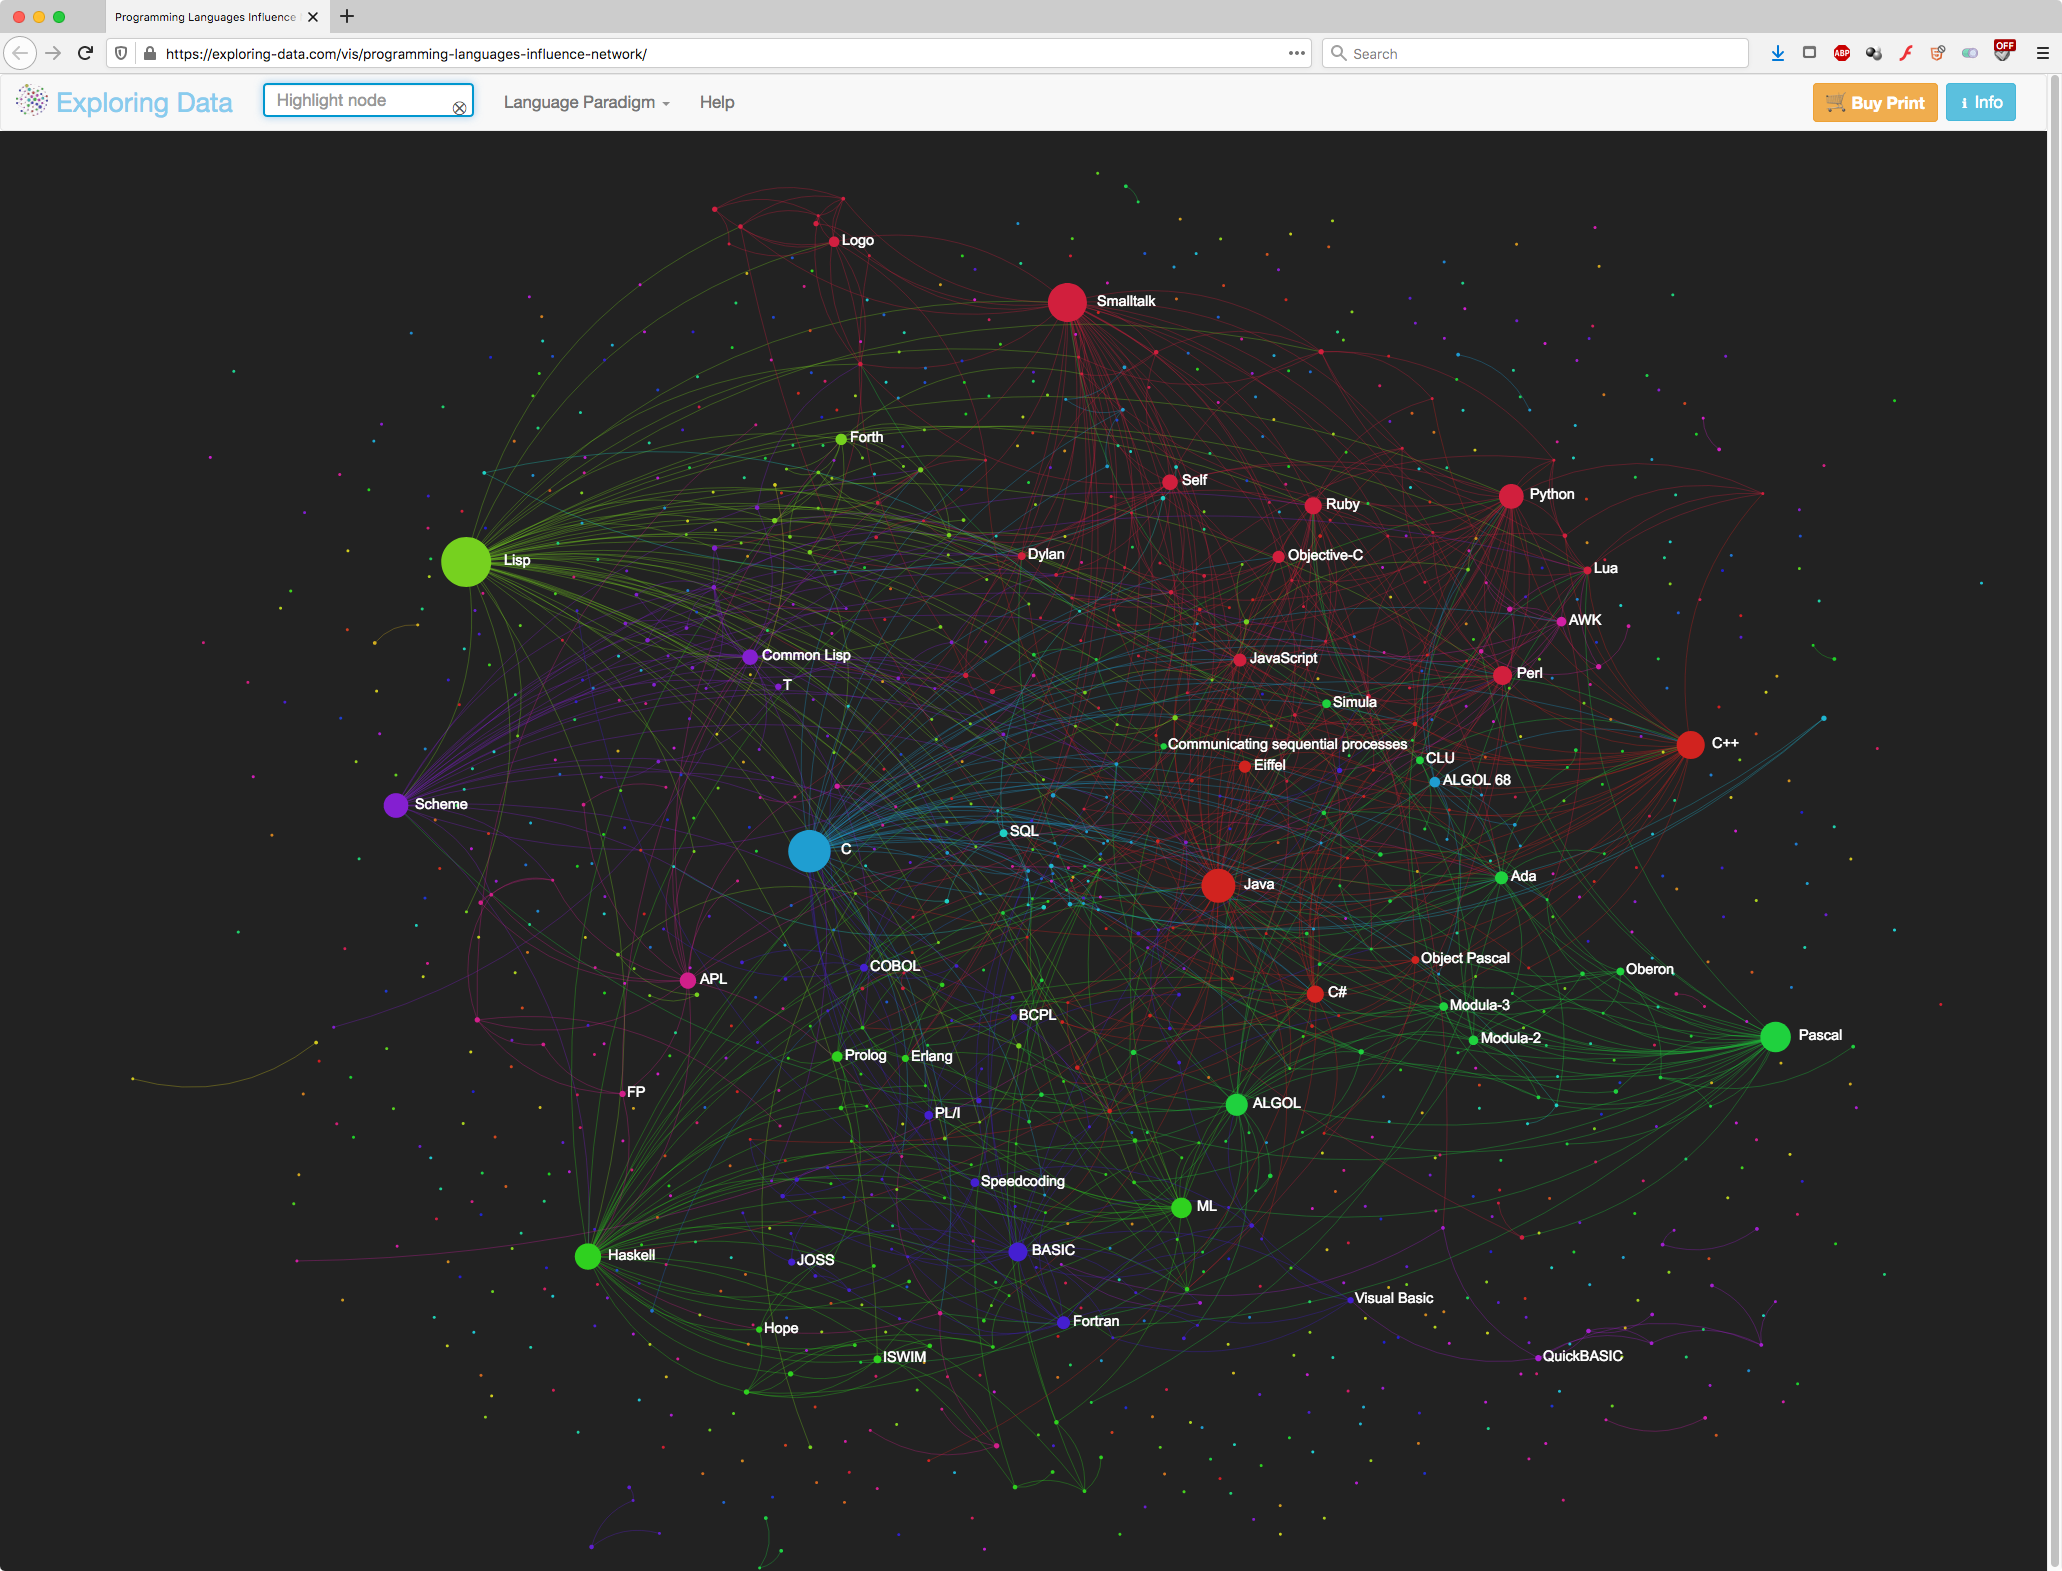 Programming Languages Influence
https://exploring-data.com/vis/programming-languages-influence-network/
Search
ABP
OFF
Exploring Data
Highlight node
Language Paradigm
Help
Buy Print
i Info
Logo
Smalltalk
Forth
Self
Python
Ruby
Dylan
Objective-C
Lisp
Lua
AWK
Common Lisp
JavaScript
T
Perl
Simula
Communicating sequential processes
C++
CLU
Eiffel
ALGOL 68
Scheme
SQL
C
Java
Ada
COBOL
Object Pascal
Oberon
APL
C#
Modula-3
BCPL
Pascal
Modula-2
Prolog
Erlang
FP
ALGOL
PL/I
Speedcoding
ML
BASIC
Haskell
JOSS
Visual Basic
Fortran
Hope
ISWIM
QuickBASIC